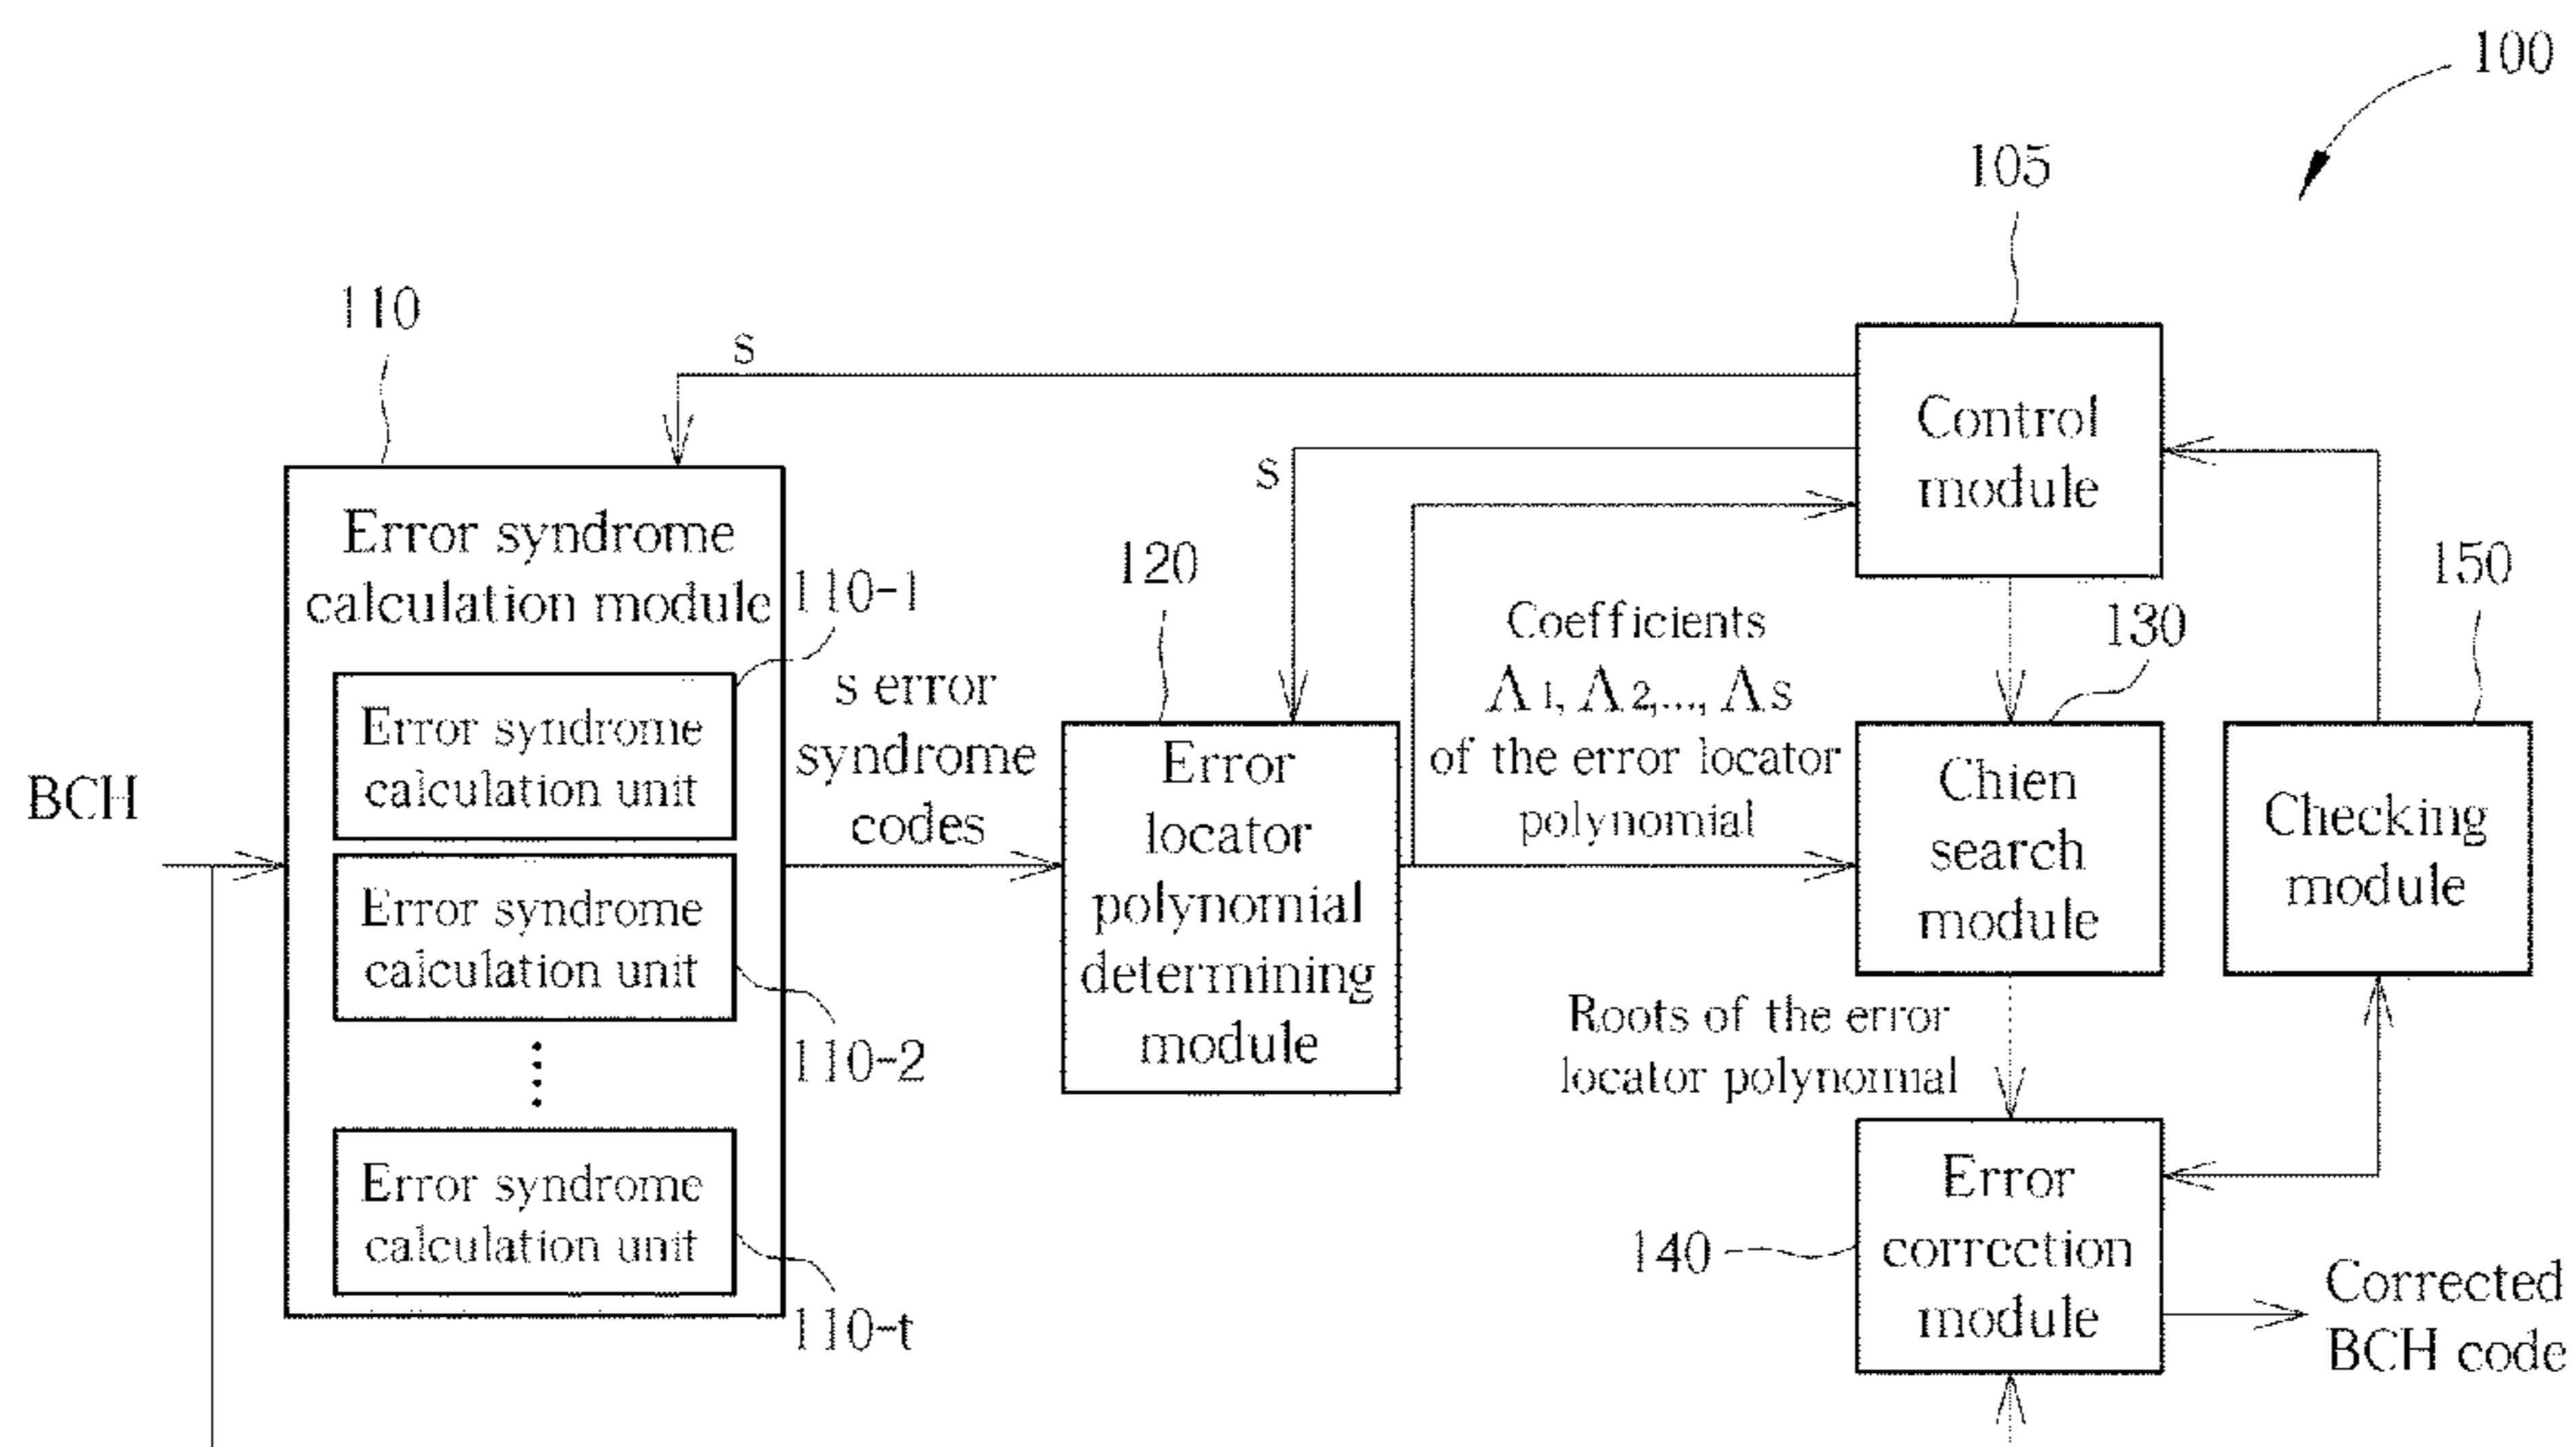 100
105
110
s
Control
module
s
Error syndrome
calculation module
110-1
120
150
Coefficients
Λ1, Λ2,..., Λs
of the error locator
polynomial
130
s error
syndrome
codes
Error syndrome
calculation unit
BCH
Error
locator
polynomial
determining
module
Chien
search
module
Checking
module
Error syndrome
calculation unit
110-2
Roots of the error
locator polynomial
Error syndrome
calculation unit
110-t
140
Error
correction
module
Corrected
BCH code